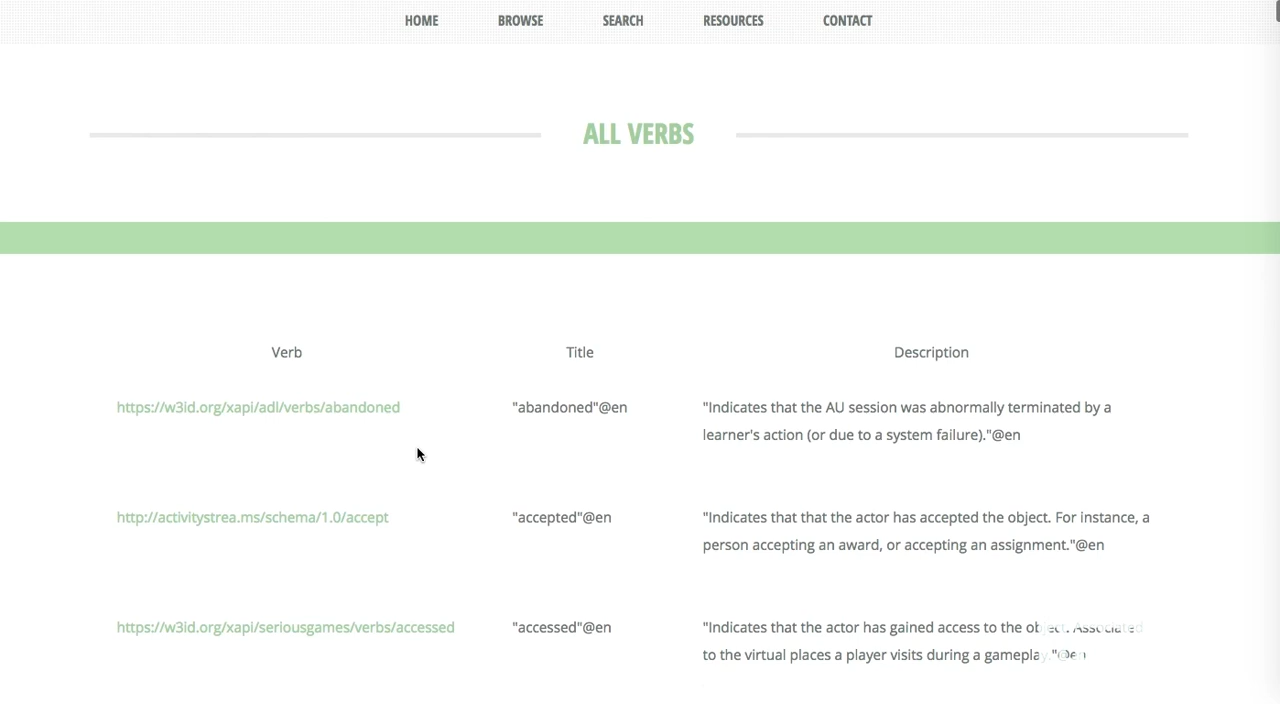 HOME BROWSE SEARCH RESOURCES CONTACT
ALL VERBS
Verb Title Description
https://w3id.org/xapi/adl/verbs/abandoned "abandoned"@en "Indicates that the AU session was abnormally terminated by a
learner's action (or due to a system failure)."@en
http://activitystrea.ms/schema/1.0/accept "accepted"@en "Indicates that that the actor has accepted the object. For instance, a
person accepting an award, or accepting an assignment."@en
https://w3id.org/xapi/seriousgames/verbs/accessed "accessed"@en "Indicates that the actor has gained access to the object. Associated
to the virtual places a player visits during a gameplay."@en